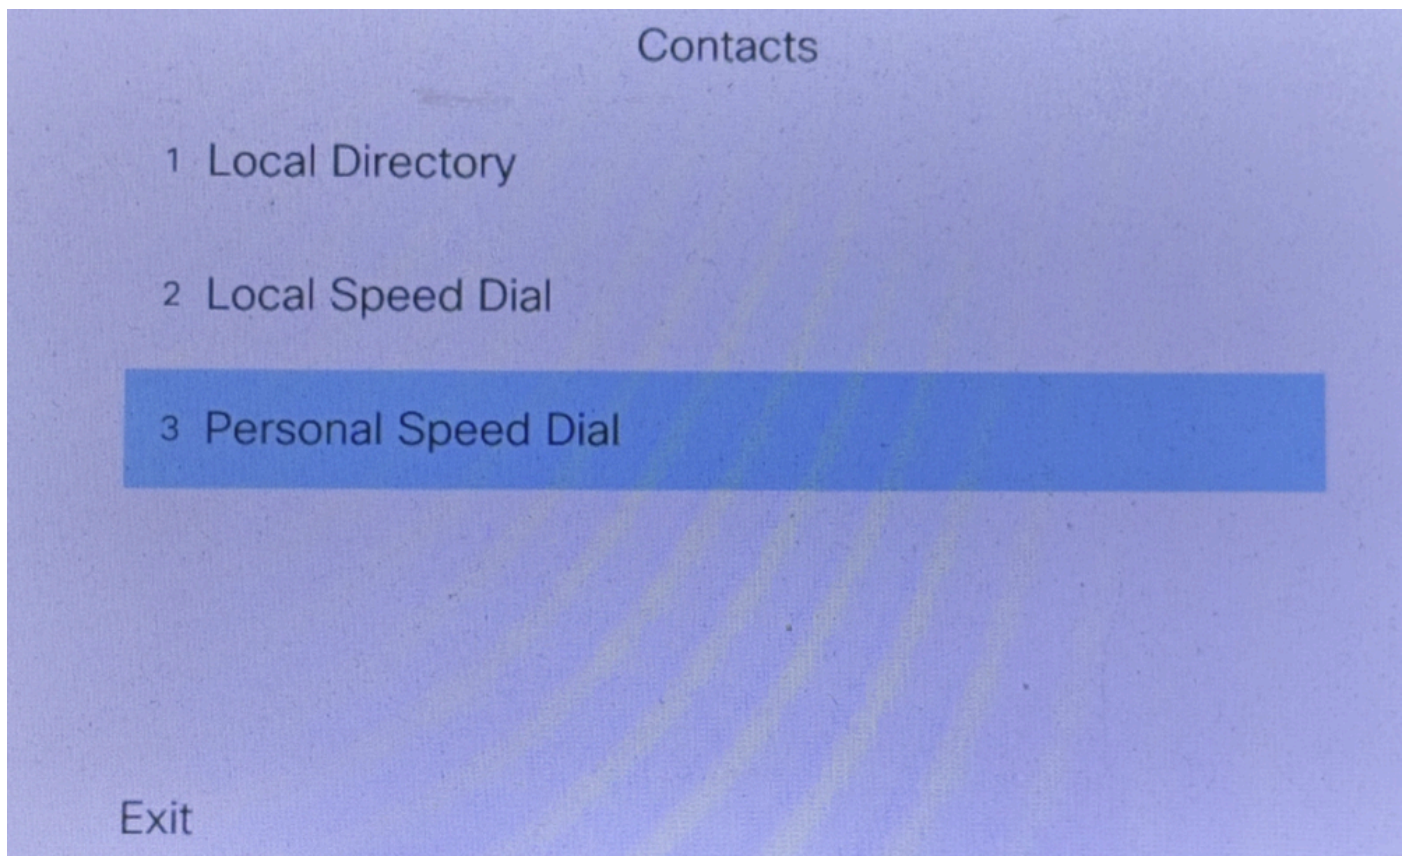 Contacts
1 Local Directory
2 Local Speed Dial
3 Personal Speed Dial
Exit